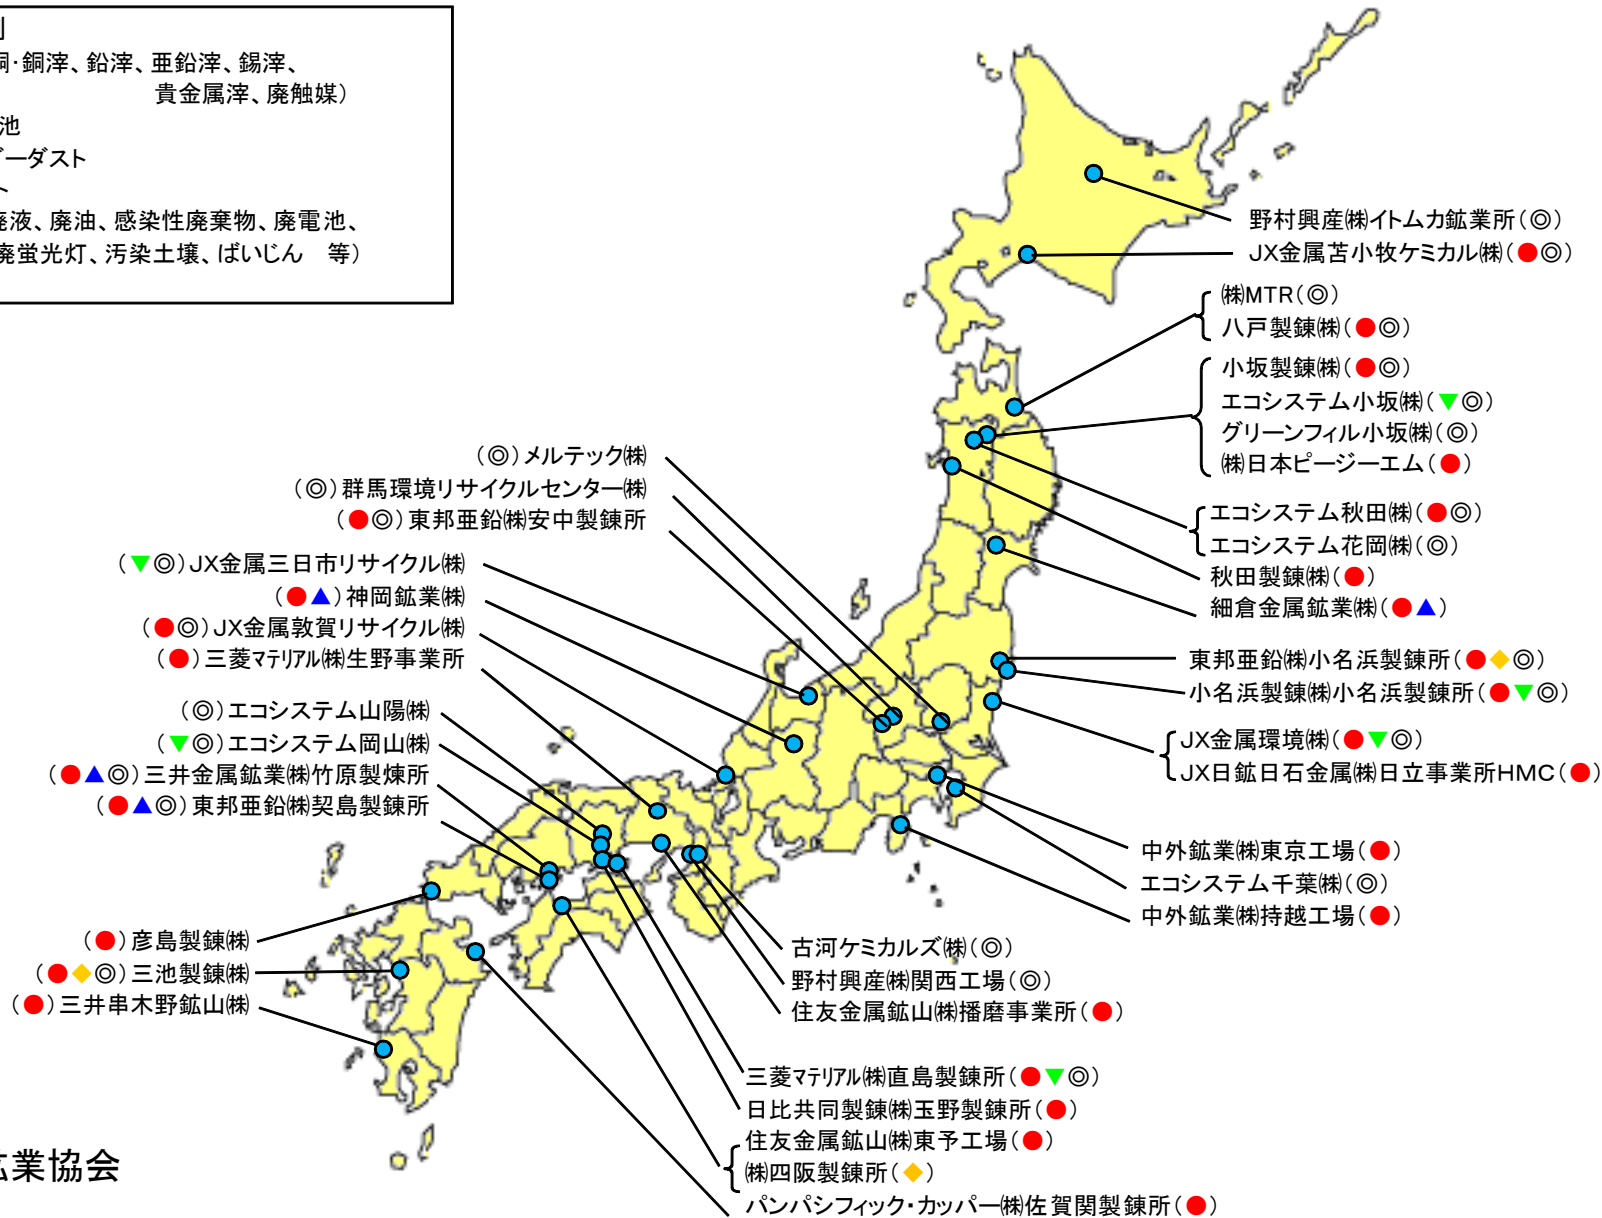 銅・銅滓、鉛滓、亜鉛滓、錫滓、
貴金属滓、廃触媒）
池
ーダスト
ト
廃液、廃油、感染性廃棄物、廃電池、
廃蛍光灯、汚染土壌、ばいじん　等）
野村興産㈱イトムカ鉱業所（◎）
JX金属苫小牧ケミカル㈱（●◎）
㈱MTR（◎）
八戸製錬㈱（●◎）
小坂製錬㈱（●◎）
エコシステム小坂㈱（▼◎）
グリーンフィル小坂㈱（◎）
㈱日本ピージーエム（●）
エコシステム秋田㈱（●◎）
エコシステム花岡㈱（◎）
秋田製錬㈱（●）
細倉金属鉱業㈱（●▲）
東邦亜鉛㈱小名浜製錬所（●◆◎）
小名浜製錬㈱小名浜製錬所（●▼◎）
JX金属環境㈱（●▼◎）
JX日鉱日石金属㈱日立事業所HMC（●）
中外鉱業㈱東京工場（●）
エコシステム千葉㈱（◎）
中外鉱業㈱持越工場（●）
（◎）メルテック㈱
（◎）群馬環境リサイクルセンター㈱
（●◎）東邦亜鉛㈱安中製錬所
（▼◎）JX金属三日市リサイクル㈱
（●▲）神岡鉱業㈱
（●◎）JX金属敦賀リサイクル㈱
（●）三菱マテリアル㈱生野事業所
（◎）エコシステム山陽㈱
（▼◎）エコシステム岡山㈱
（●▲◎）三井金属鉱業㈱竹原製煉所
（●▲◎）東邦亜鉛㈱契島製錬所
（●）彦島製錬㈱
（●◆◎）三池製錬㈱
（●）三井串木野鉱山㈱
古河ケミカルズ㈱（◎）
野村興産㈱関西工場（◎）
住友金属鉱山㈱播磨事業所（●）
三菱マテリアル㈱直島製錬所（●▼◎）
日比共同製錬㈱玉野製錬所（●）
住友金属鉱山㈱東予工場（●）
㈱四阪製錬所（◆）
パンパシフィック・カッパー㈱佐賀関製錬所（●）
鉱業協会